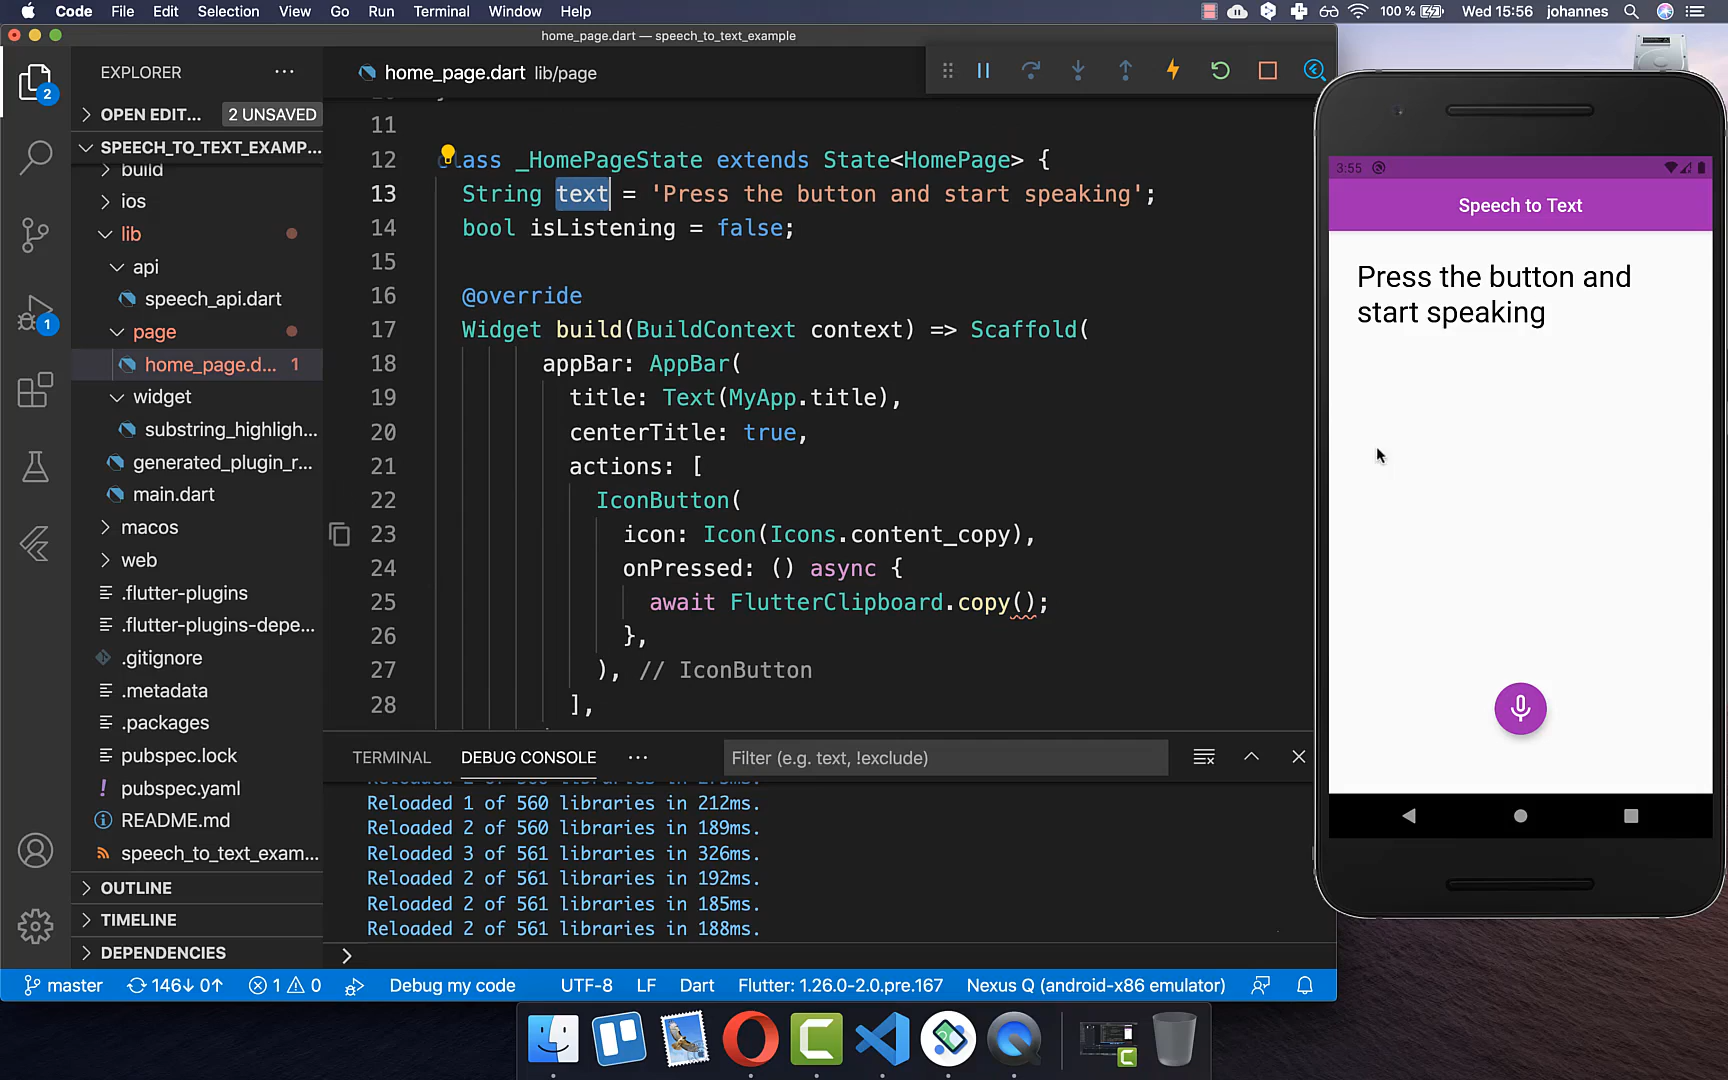 Code File Edit Selection View Go Run Terminal Window Help 100 % Wed 15:56 johannes
home_page.dart — speech_to_text_example
EXPLORER
OPEN EDIT... 2 UNSAVED
SPEECH_TO_TEXT_EXAMP...
build
ios
lib
api
speech_api.dart
page
home_page.d... 1
widget
substring_highligh...
generated_plugin_r...
main.dart
macos
web
.flutter-plugins
.flutter-plugins-depe...
.gitignore
.metadata
.packages
pubspec.lock
pubspec.yaml
README.md
speech_to_text_exam...
OUTLINE
TIMELINE
DEPENDENCIES
2
1
home_page.dart lib/page
11
12 class _HomePageState extends State<HomePage> {
13 String text = 'Press the button and start speaking';
14 bool isListening = false;
15
16 @override
17 Widget build(BuildContext context) => Scaffold(
18 appBar: AppBar(
19 title: Text(MyApp.title),
20 centerTitle: true,
21 actions: [
22 IconButton(
23 icon: Icon(Icons.content_copy),
24 onPressed: () async {
25 await FlutterClipboard.copy();
26 },
27 ), // IconButton
28 ],
TERMINAL DEBUG CONSOLE ··· Filter (e.g. text, !exclude)
Reloaded 1 of 560 libraries in 212ms.
Reloaded 2 of 560 libraries in 189ms.
Reloaded 3 of 561 libraries in 326ms.
Reloaded 2 of 561 libraries in 192ms.
Reloaded 2 of 561 libraries in 185ms.
Reloaded 2 of 561 libraries in 188ms.
master 146↓ 0↑ 1 0 Debug my code UTF-8 LF Dart Flutter: 1.26.0-2.0.pre.167 Nexus Q (android-x86 emulator)
3:55
Speech to Text
Press the button and
start speaking